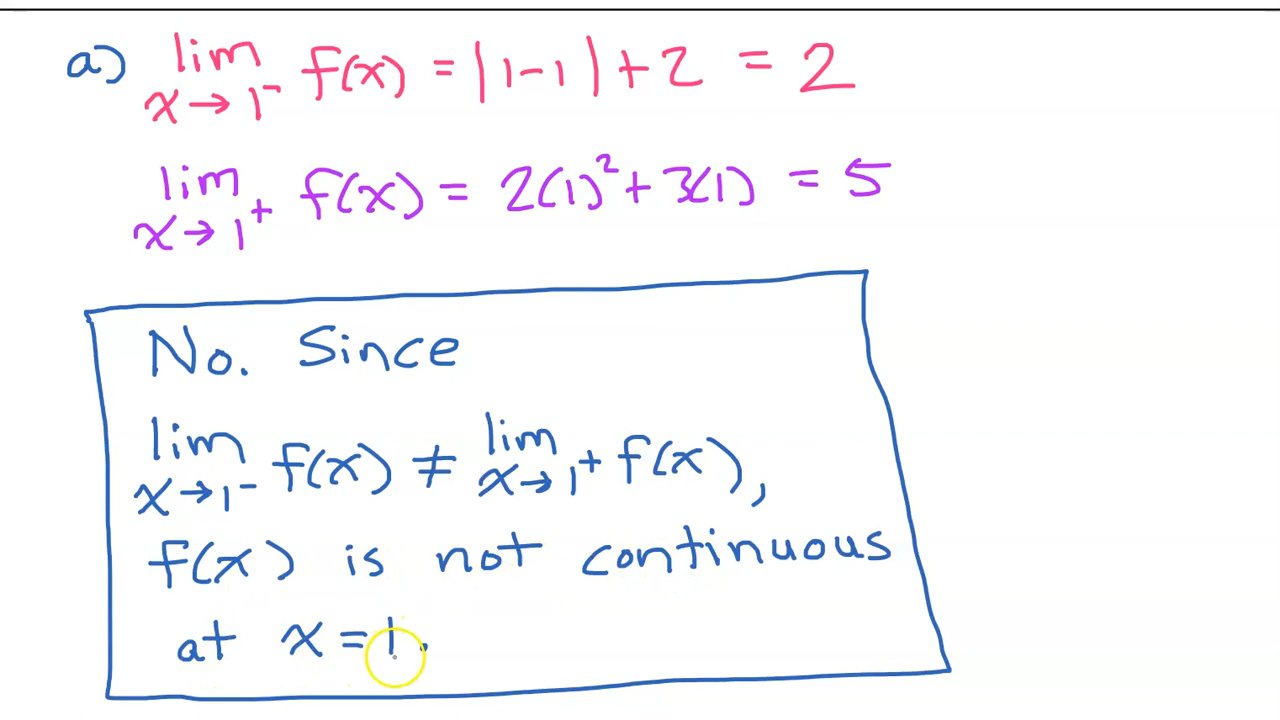 a) lim x→1⁻ f(x) = |1-1| + 2 = 2
lim x→1⁺ f(x) = 2(1)² + 3(1) = 5
No. Since
lim x→1⁻ f(x) ≠ lim x→1⁺ f(x),
f(x) is not continuous
at x = 1.